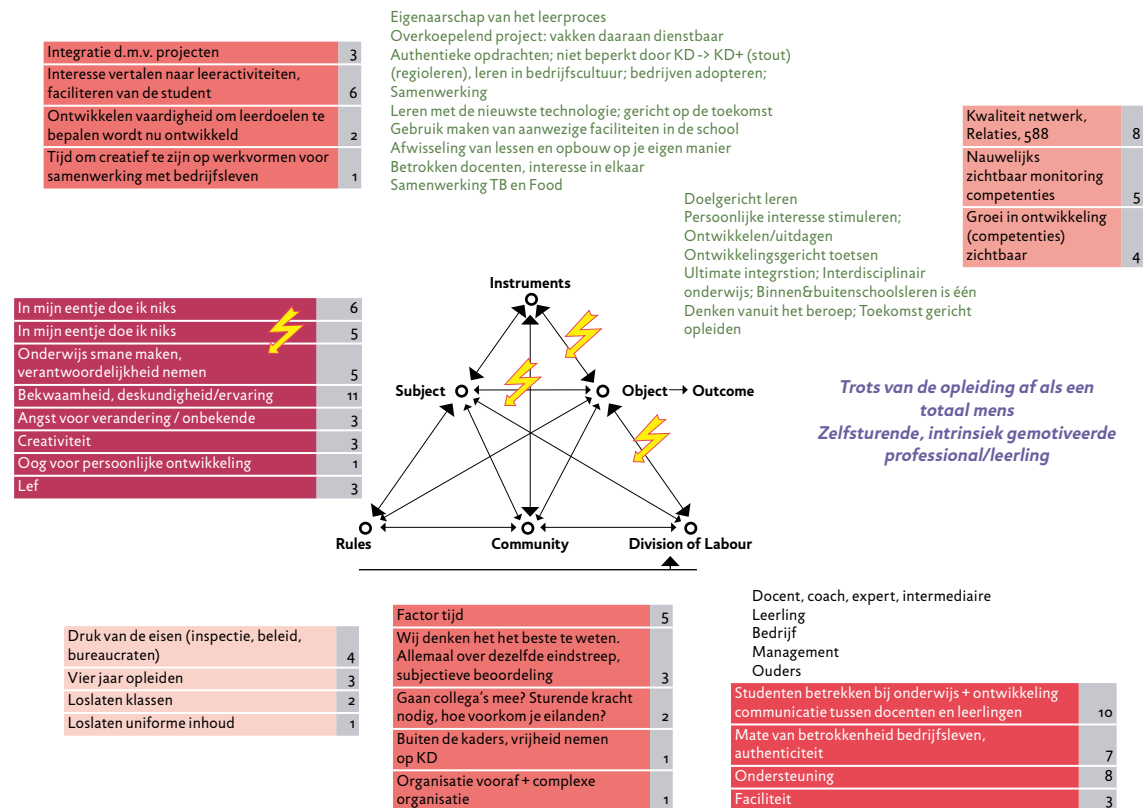 Eigenaarschap van het leerproces
Overkoepelend project: vakken daaraan dienstbaar
Authentieke opdrachten; niet beperkt door KD -> KD+ (stout)
(regioleren), leren in bedrijfscultuur; bedrijven adopteren;
Samenwerking
Leren met de nieuwste technologie; gericht op de toekomst
Gebruik maken van aanwezige faciliteiten in de school
Afwisseling van lessen en opbouw op je eigen manier
Betrokken docenten, interesse in elkaar
Samenwerking TB en Food
Integratie d.m.v. projecten 3
Interesse vertalen naar leeractiviteiten,
faciliteren van de student 6
Ontwikkelen vaardigheid om leerdoelen te
bepalen wordt nu ontwikkeld 2
Tijd om creatief te zijn op werkvormen voor
samenwerking met bedrijfsleven 1
Kwaliteit netwerk,
Relaties, 588 8
Nauwelijks
zichtbaar monitoring
competenties 5
Groei in ontwikkeling
(competenties)
zichtbaar 4
Doelgericht leren
Persoonlijke interesse stimuleren;
Ontwikkelen/uitdagen
Ontwikkelingsgericht toetsen
Ultimate integrstion; Interdisciplinair
onderwijs; Binnen&buitenschoolsleren is één
Denken vanuit het beroep; Toekomst gericht
opleiden
In mijn eentje doe ik niks 6
In mijn eentje doe ik niks 5
Onderwijs smane maken,
verantwoordelijkheid nemen 5
Bekwaamheid, deskundigheid/ervaring 11
Angst voor verandering / onbekende 3
Creativiteit 3
Oog voor persoonlijke ontwikkeling 1
Lef 3
Instruments
Subject
Object
Outcome
Rules
Community
Division of Labour
Trots van de opleiding af als een
totaal mens
Zelfsturende, intrinsiek gemotiveerde
professional/leerling
Druk van de eisen (inspectie, beleid,
bureaucraten) 4
Vier jaar opleiden 3
Loslaten klassen 2
Loslaten uniforme inhoud 1
Factor tijd 5
Wij denken het het beste te weten.
Allemaal over dezelfde eindstreep,
subjectieve beoordeling 3
Gaan collega's mee? Sturende kracht
nodig, hoe voorkom je eilanden? 2
Buiten de kaders, vrijheid nemen
op KD 1
Organisatie vooraf + complexe
organisatie 1
Docent, coach, expert, intermediaire
Leerling
Bedrijf
Management
Ouders
Studenten betrekken bij onderwijs + ontwikkeling
communicatie tussen docenten en leerlingen 10
Mate van betrokkenheid bedrijfsleven,
authenticiteit 7
Ondersteuning 8
Faciliteit 3